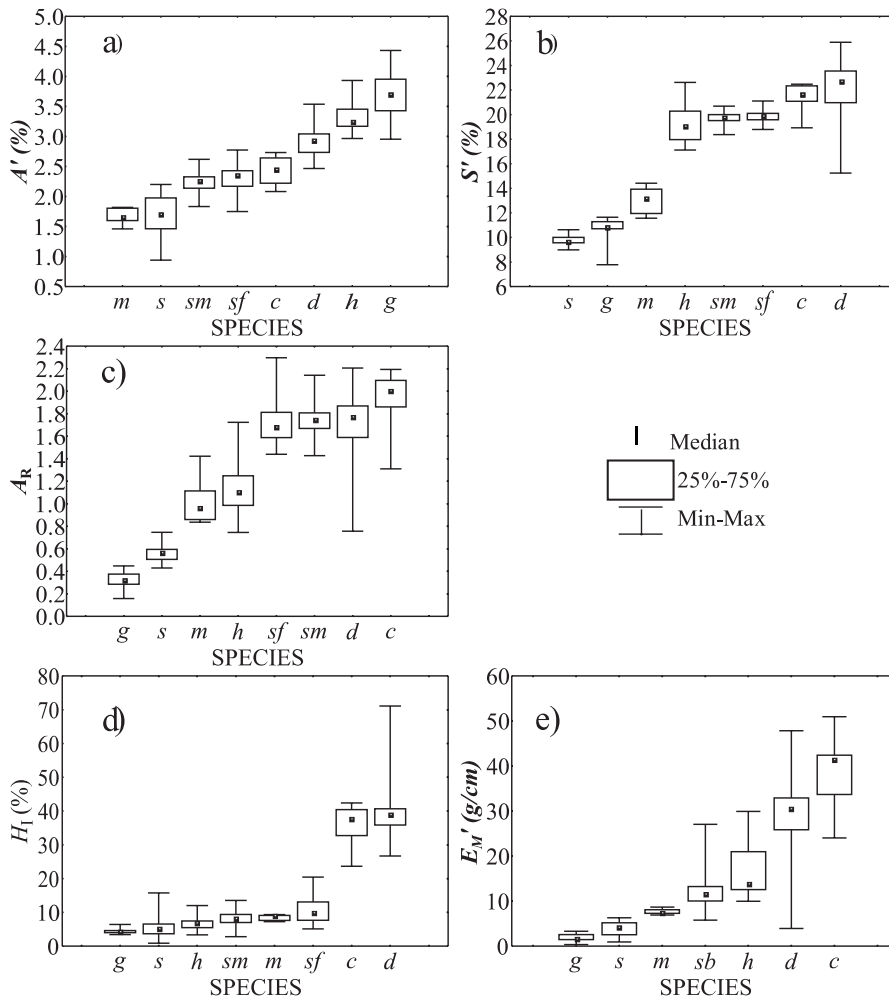 a)
A' (%)
5.0
4.5
4.0
3.5
3.0
2.5
2.0
1.5
1.0
0.5
m s sm sf c d h g
SPECIES
b)
S' (%)
28
26
24
22
20
18
16
14
12
10
8
6
s g m h sm sf c d
SPECIES
c)
A_R
2.4
2.2
2.0
1.8
1.6
1.4
1.2
1.0
0.8
0.6
0.4
0.2
0.0
g s m h sf sm d c
SPECIES
Median
25%-75%
Min-Max
d)
H_I (%)
80
70
60
50
40
30
20
10
0
g s h sm m sf c d
SPECIES
e)
E_M' (g/cm)
60
50
40
30
20
10
0
g s m sb h d c
SPECIES